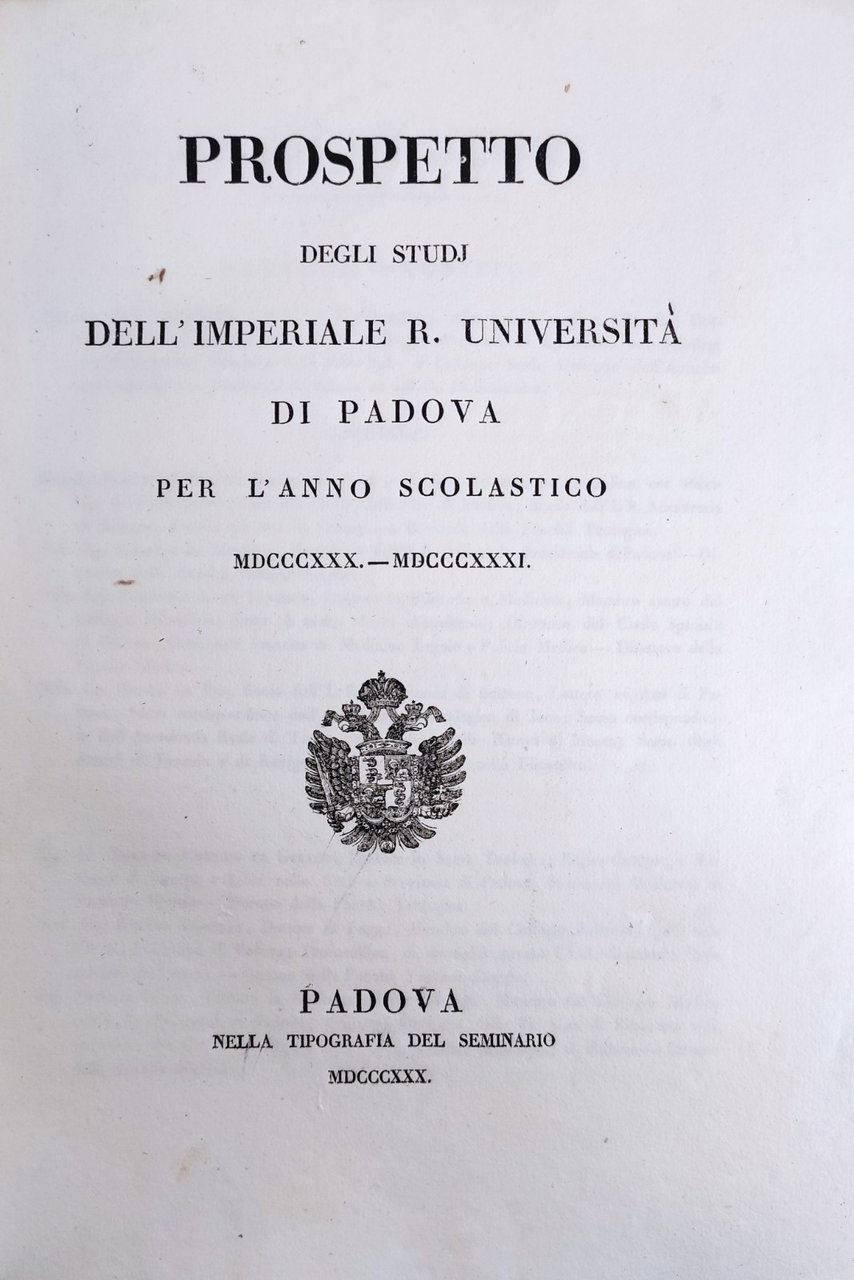 PROSPETTO
DEGLI STUDJ
DELL' IMPERIALE R. UNIVERSITÀ
DI PADOVA
PER L'ANNO SCOLASTICO
MDCCCXXX.—MDCCCXXXI.
PADOVA
NELLA TIPOGRAFIA DEL SEMINARIO
MDCCCXXX.